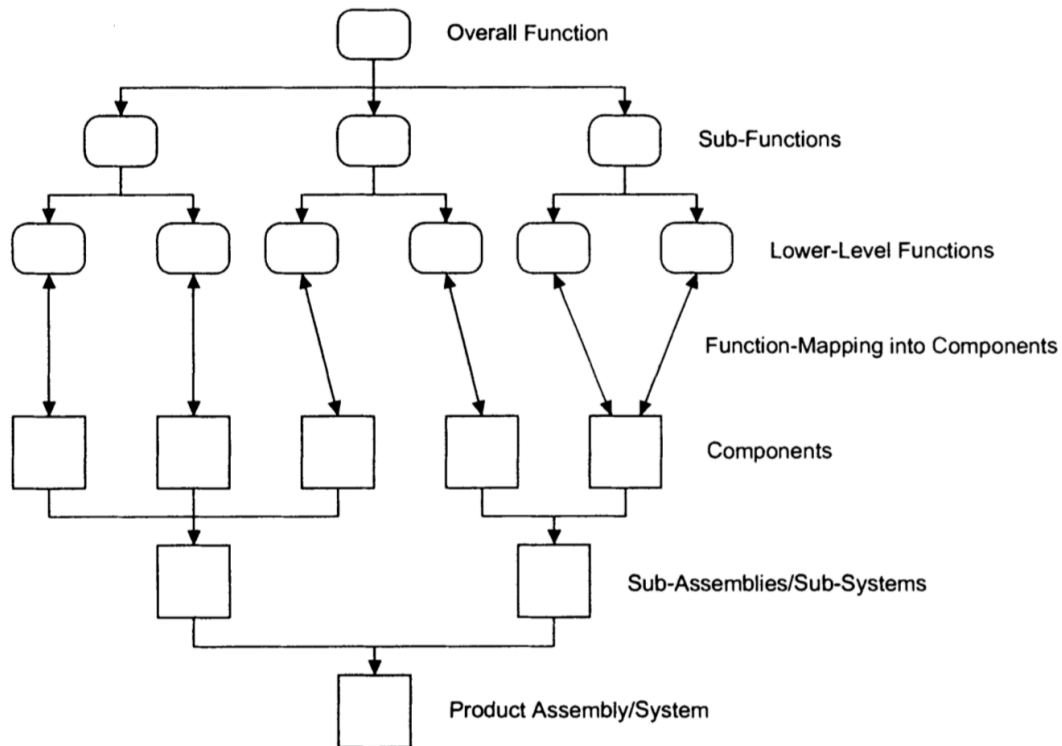 Overall Function
Sub-Functions
Lower-Level Functions
Function-Mapping into Components
Components
Sub-Assemblies/Sub-Systems
Product Assembly/System